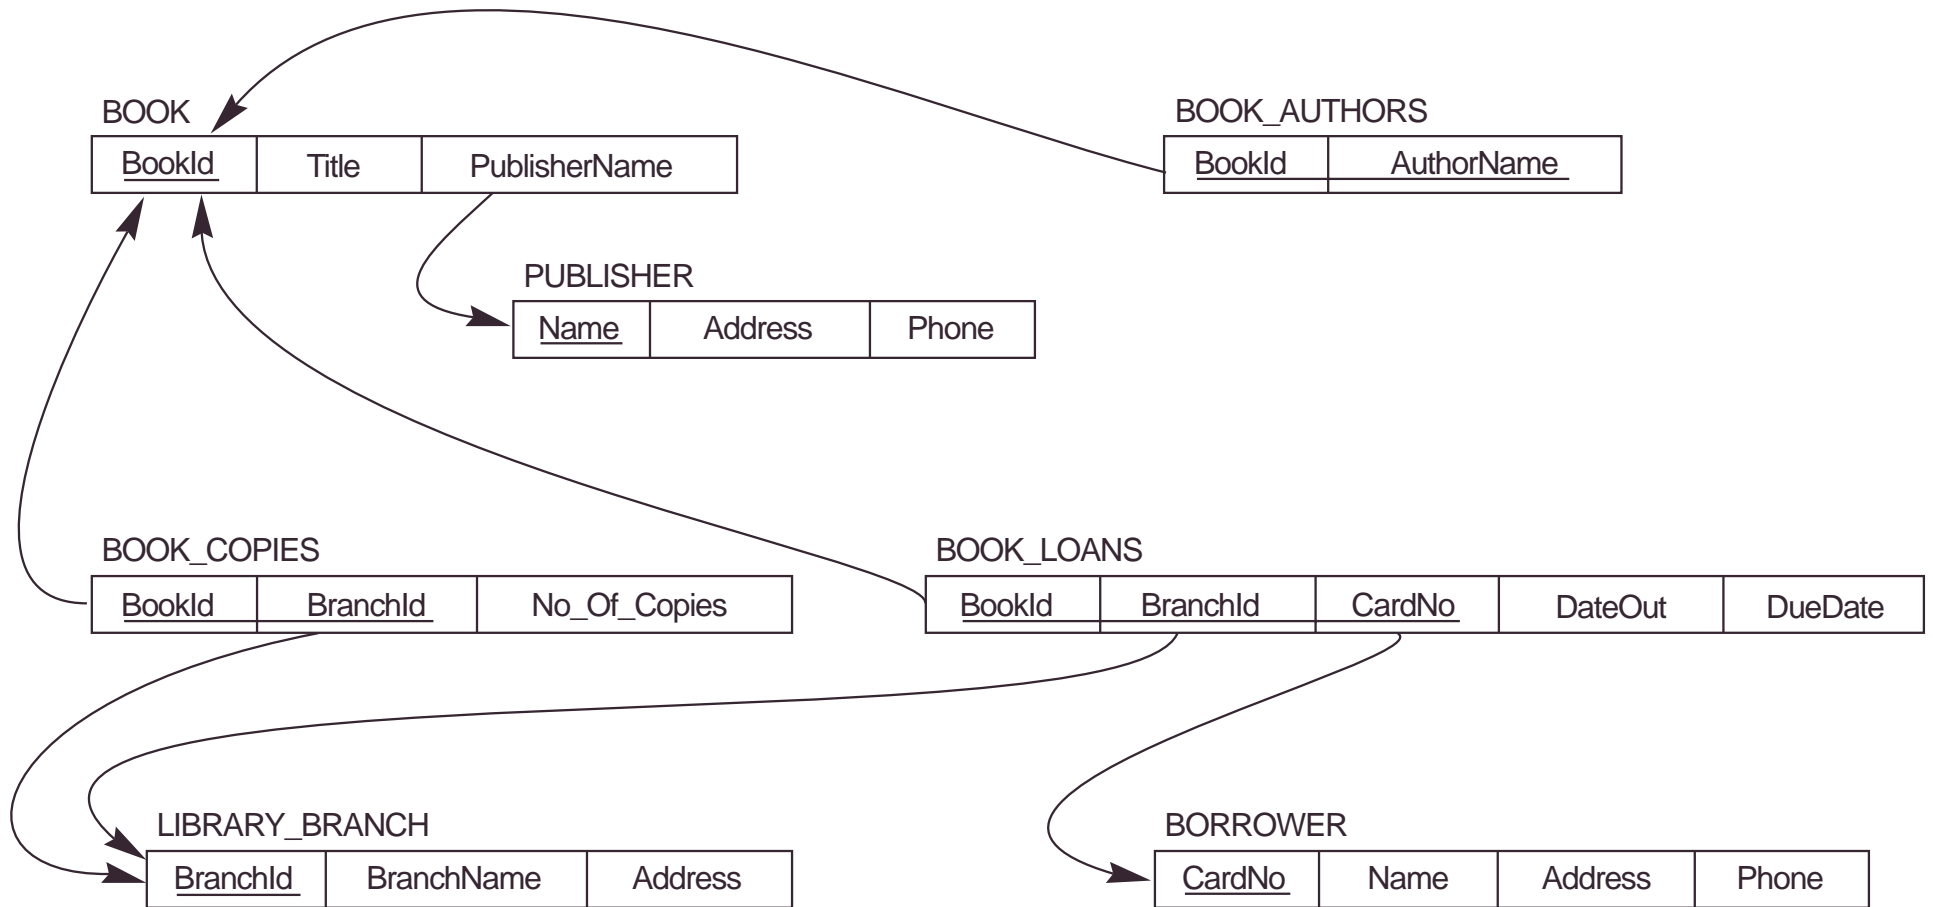 BOOK
BookId Title PublisherName
BOOK_AUTHORS
BookId AuthorName
PUBLISHER
Name Address Phone
BOOK_COPIES
BookId BranchId No_Of_Copies
BOOK_LOANS
BookId BranchId CardNo DateOut DueDate
LIBRARY_BRANCH
BranchId BranchName Address
BORROWER
CardNo Name Address Phone